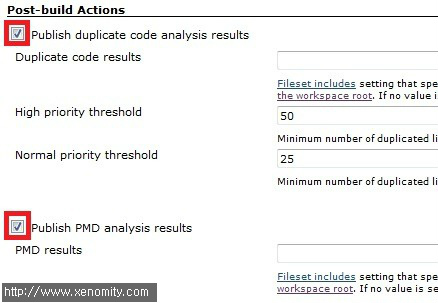 Post-build Actions
Publish duplicate code analysis results
Duplicate code results
Fileset includes setting that spe
the workspace root. If no value is
High priority threshold
50
Minimum number of duplicated li
Normal priority threshold
25
Minimum number of duplicated li
Publish PMD analysis results
PMD results
Fileset includes setting that spe
workspace root. If no value is se
http://www.xenomity.com